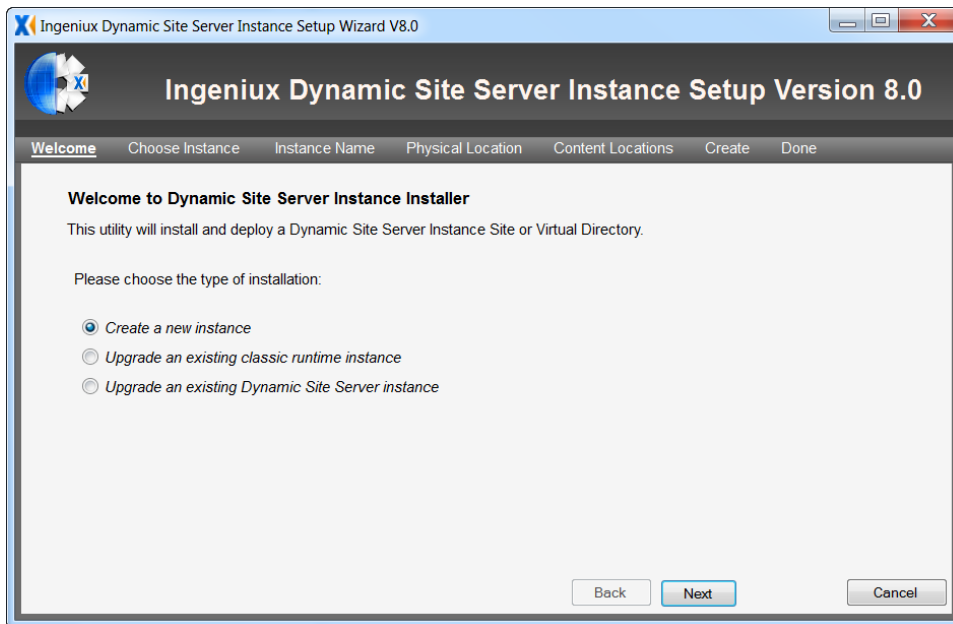 Ingeniux Dynamic Site Server Instance Setup Wizard V8.0
Ingeniux Dynamic Site Server Instance Setup Version 8.0
Welcome Choose Instance Instance Name Physical Location Content Locations Create Done
Welcome to Dynamic Site Server Instance Installer
This utility will install and deploy a Dynamic Site Server Instance Site or Virtual Directory.
Please choose the type of installation:
Create a new instance
Upgrade an existing classic runtime instance
Upgrade an existing Dynamic Site Server instance
Back Next Cancel